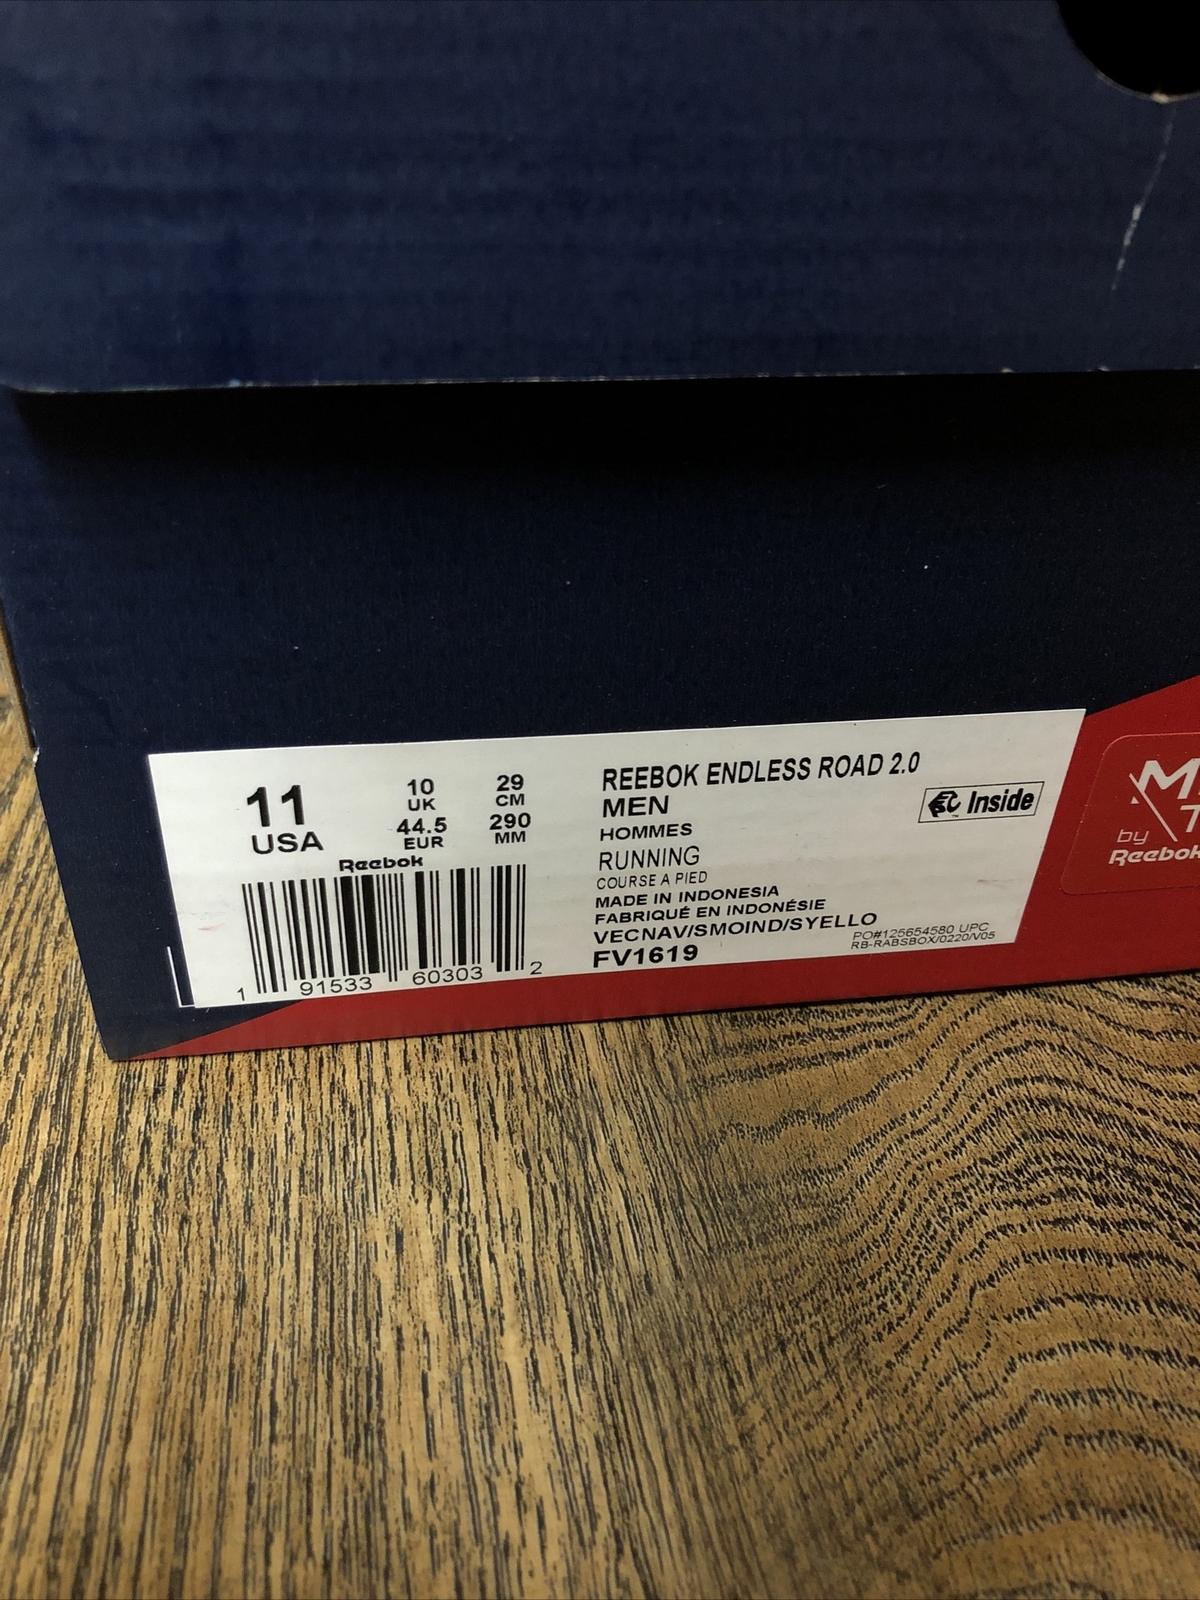 11
USA
10
UK
44.5
EUR
29
CM
290
MM
Reebok
1 91533 60303 2
REEBOK ENDLESS ROAD 2.0
MEN
HOMMES
RUNNING
COURSE A PIED
MADE IN INDONESIA
FABRIQUÉ EN INDONÉSIE
VECNAV/SMOIND/SYELLO
FV1619
Inside
PO#125654580 UPC
RB-RABSBOX/0220/V05
by
Reebok